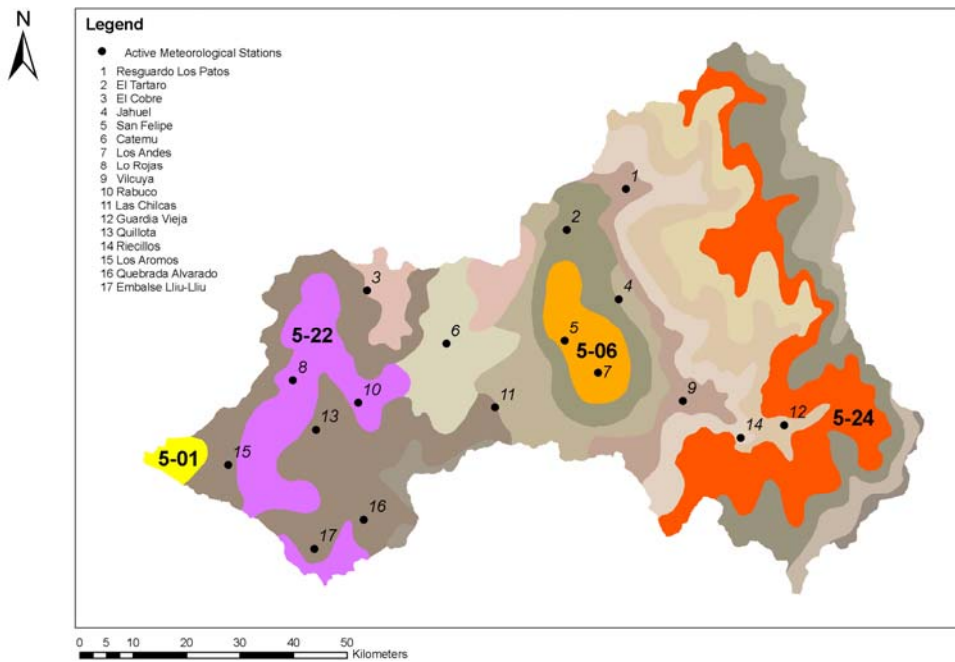 N
Legend
Active Meteorological Stations
1 Resguardo Los Patos
2 El Tartaro
3 El Cobre
4 Jahuel
5 San Felipe
6 Catemu
7 Los Andes
8 Lo Rojas
9 Vilcuya
10 Rabuco
11 Las Chilcas
12 Guardia Vieja
13 Quillota
14 Riecillos
15 Los Aromos
16 Quebrada Alvarado
17 Embalse Lliu-Lliu
1
2
3
4
5-22
5
6
5-06
7
8
10
9
11
12
5-24
13
14
5-01
15
16
17
0 5 10 20 30 40 50
Kilometers